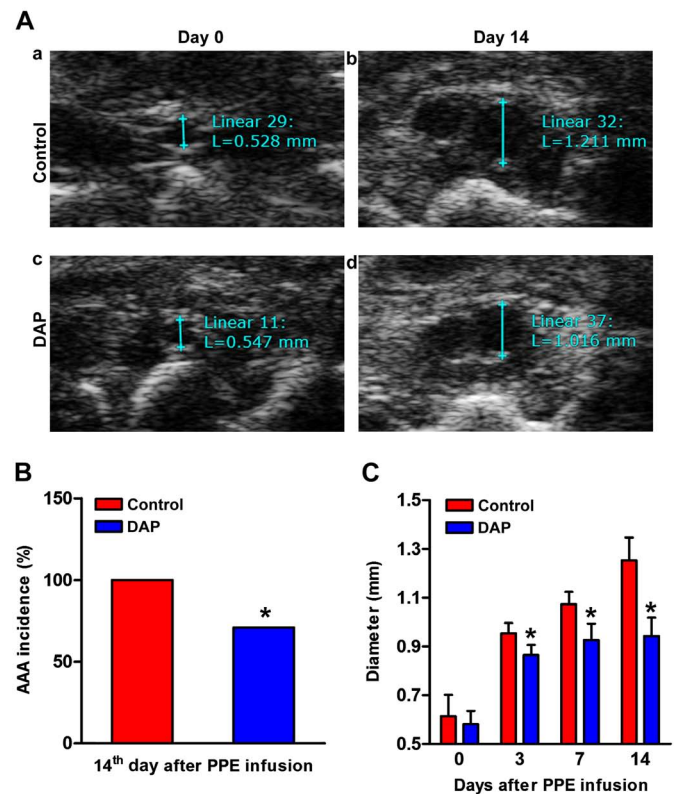 A
Day 0
Day 14
a
b
Control
Linear 29:
L=0.528 mm
Linear 32:
L=1.211 mm
c
d
DAP
Linear 11:
L=0.547 mm
Linear 37:
L=1.016 mm
B
Control
DAP
AAA incidence (%)
150
100
50
0
*
14th day after PPE infusion
C
Control
DAP
Diameter (mm)
1.5
1.3
1.1
0.9
0.7
0.5
*
*
*
0 3 7 14
Days after PPE infusion